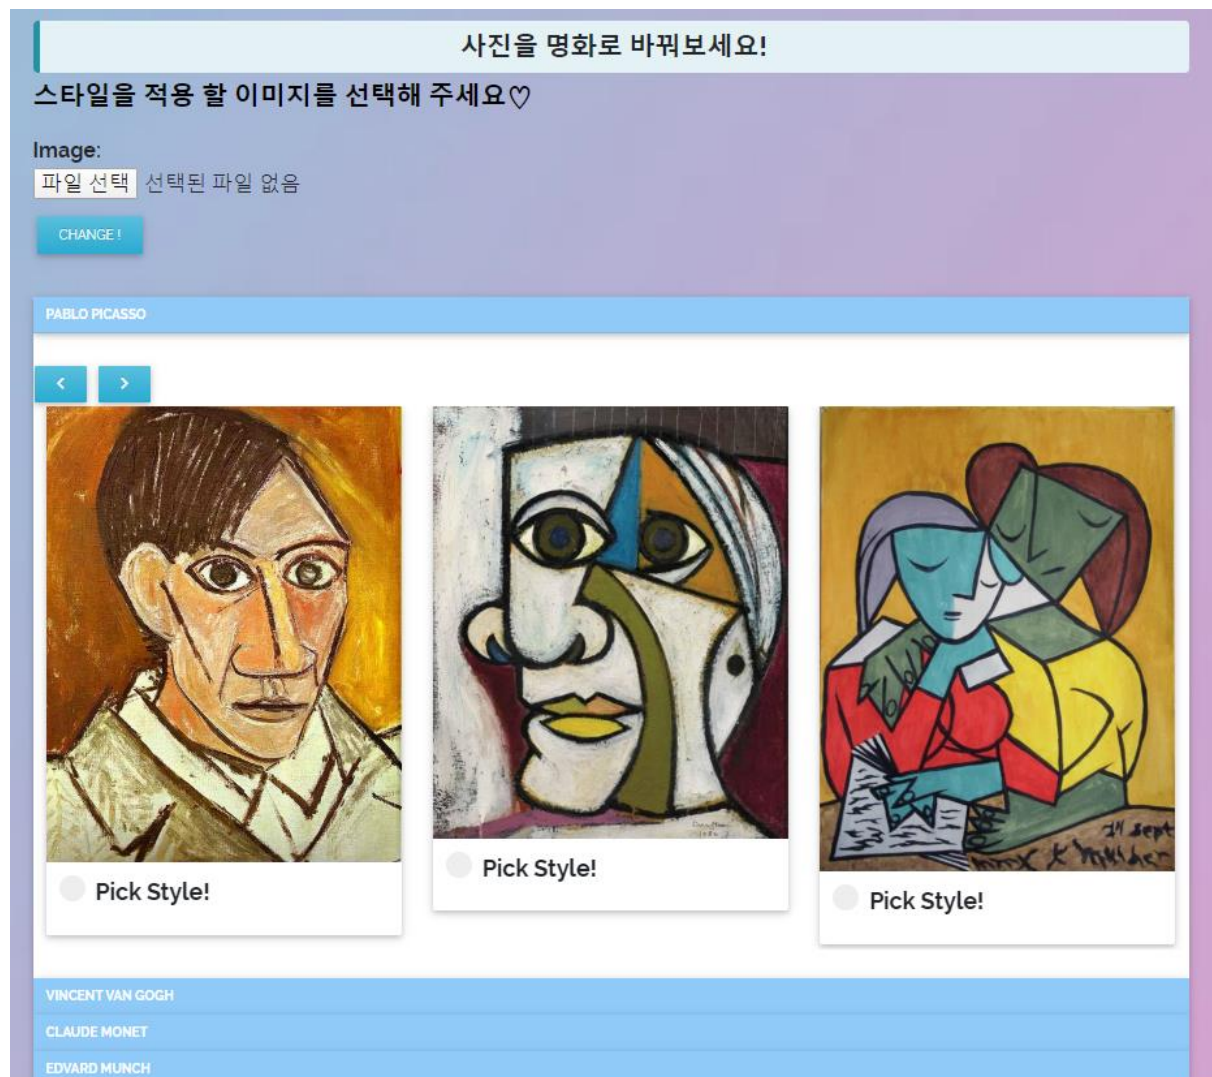 사진을 명화로 바꿔보세요!
스타일을 적용 할 이미지를 선택해 주세요♡
Image:
파일 선택 선택된 파일 없음
CHANGE !
PABLO PICASSO
Pick Style!
Pick Style!
14 sept
Pick Style!
VINCENT VAN GOGH
CLAUDE MONET
EDVARD MUNCH